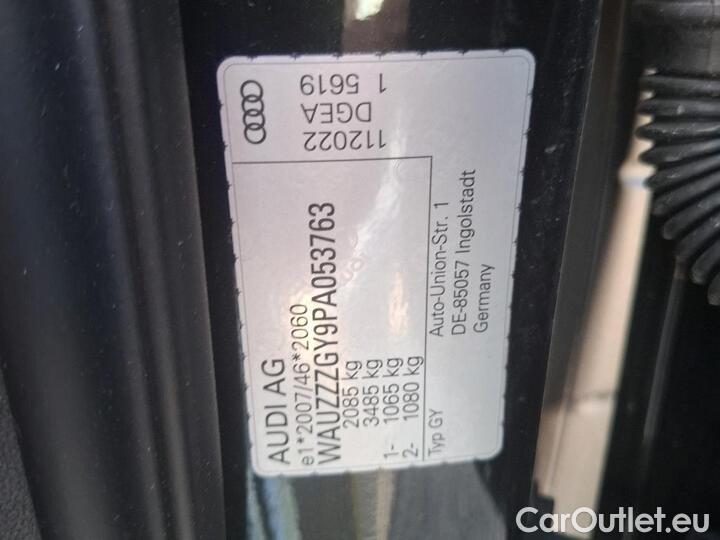 AUDI AG
e1*2007/46*2060
WAUZZZGY9PA053763
2085 kg
3485 kg
1- 1065 kg
2- 1080 kg
Typ GY
Auto-Union-Str. 1
DE-85057 Ingolstadt
Germany
112022
DGEA
1 5619
CarOutlet.eu